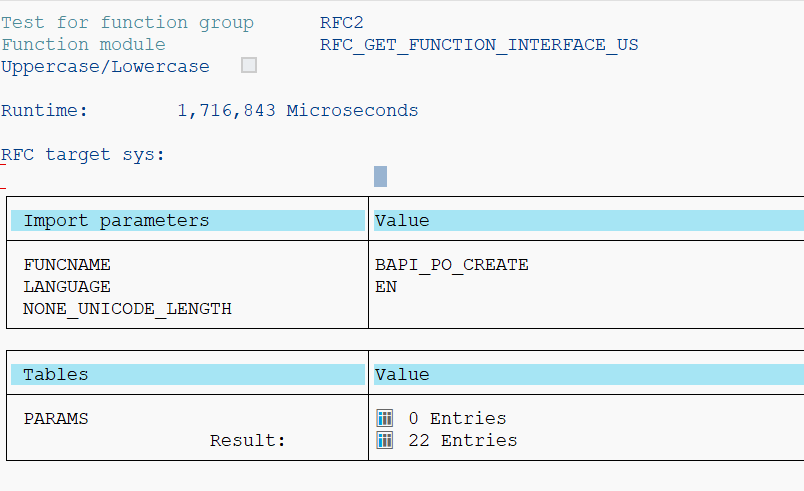 Test for function group RFC2
Function module RFC_GET_FUNCTION_INTERFACE_US
Uppercase/Lowercase
Runtime: 1,716,843 Microseconds
RFC target sys:
Import parameters Value
FUNCNAME BAPI_PO_CREATE
LANGUAGE EN
NONE_UNICODE_LENGTH
Tables Value
PARAMS 0 Entries
Result: 22 Entries